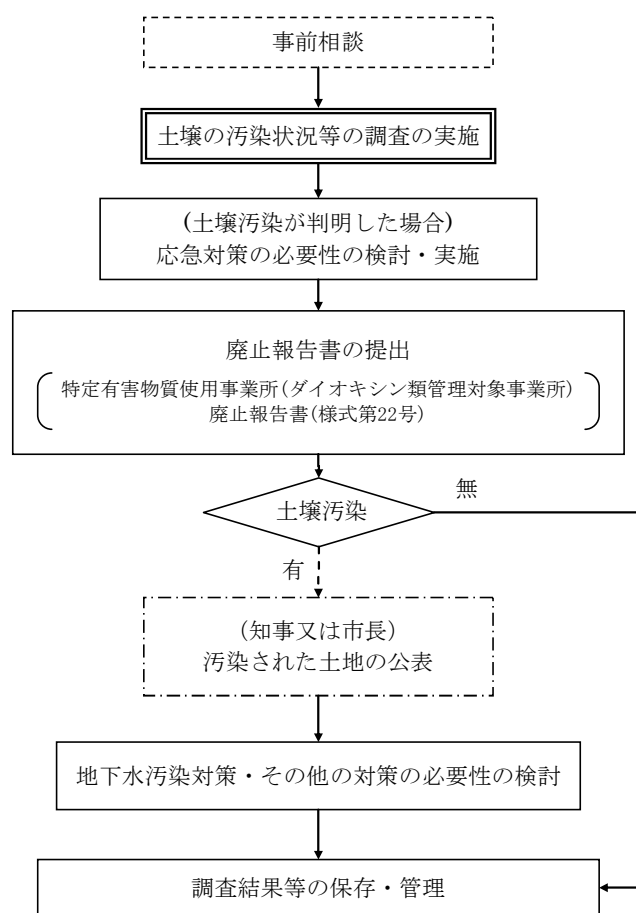 事前相談
土壌の汚染状況等の調査の実施
(土壌汚染が判明した場合)
応急対策の必要性の検討・実施
廃止報告書の提出
特定有害物質使用事業所(ダイオキシン類管理対象事業所)
廃止報告書(様式第22号)
土壌汚染
無
有
(知事又は市長)
汚染された土地の公表
地下水汚染対策・その他の対策の必要性の検討
調査結果等の保存・管理